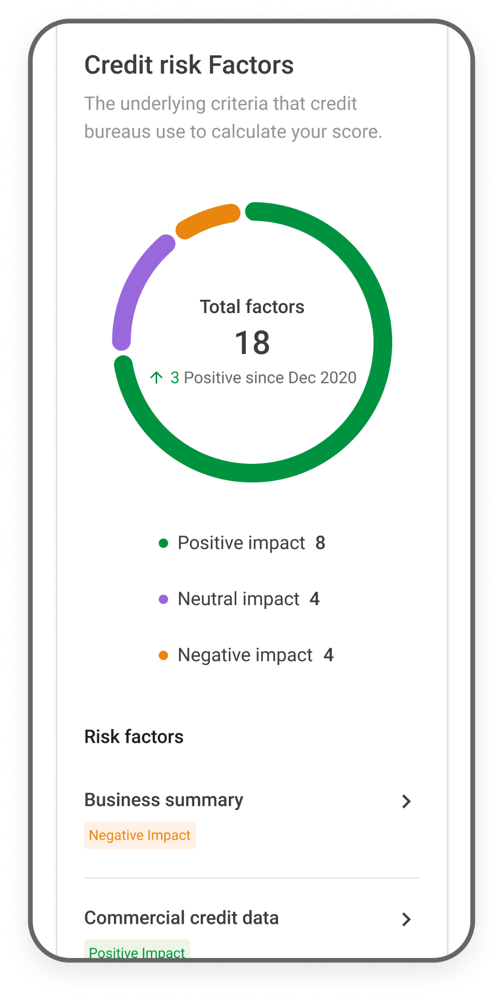 Credit risk Factors
The underlying criteria that credit
bureaus use to calculate your score.
Total factors
18
↑ 3 Positive since Dec 2020
Positive impact 8
Neutral impact 4
Negative impact 4
Risk factors
Business summary
Negative Impact
Commercial credit data
Positive Impact